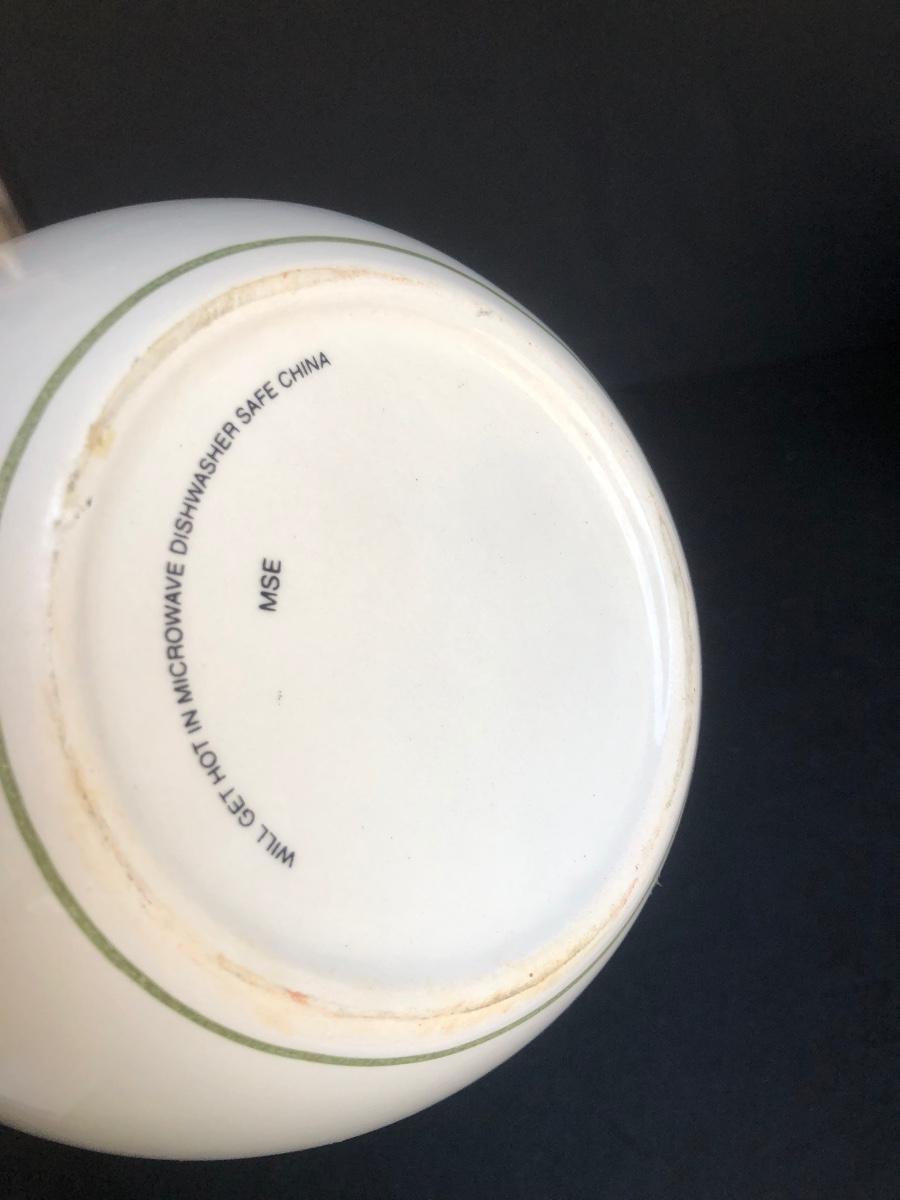 WILL GET HOT IN MICROWAVE DISHWASHER SAFE CHINA
MSE